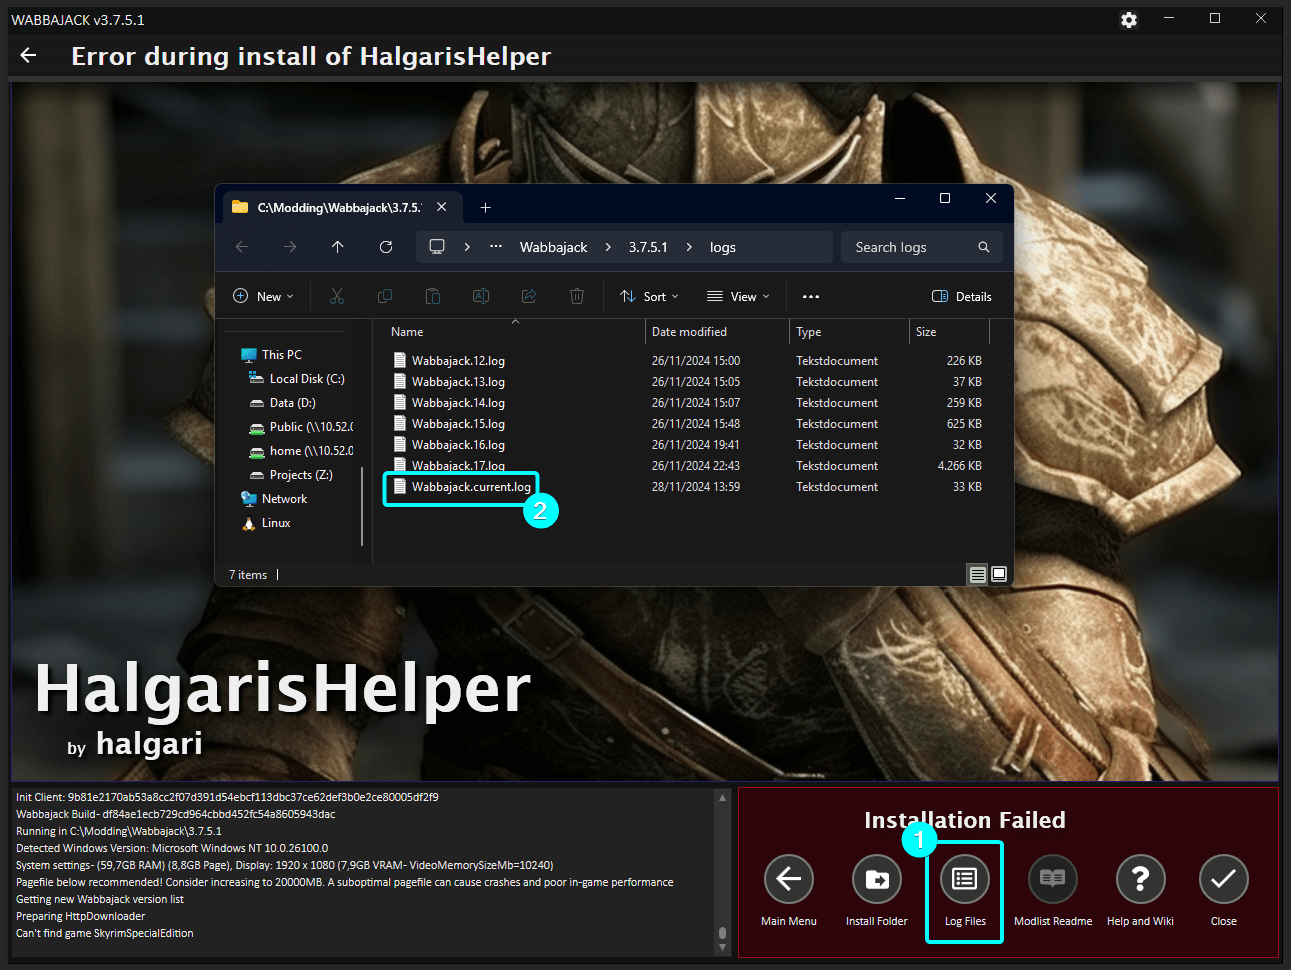 WABBAJACK v3.7.5.1
Error during install of HalgarisHelper
C:\Modding\Wabbajack\3.7.5.
Wabbajack
3.7.5.1
logs
Search logs
New
Sort
View
Details
Name Date modified Type Size
This PC
Local Disk (C:)
Data (D:)
Public (\\10.52.0
home (\\10.52.0
Projects (Z:)
Network
Linux
Wabbajack.12.log 26/11/2024 15:00 Tekstdocument 226 KB
Wabbajack.13.log 26/11/2024 15:05 Tekstdocument 37 KB
Wabbajack.14.log 26/11/2024 15:07 Tekstdocument 259 KB
Wabbajack.15.log 26/11/2024 15:48 Tekstdocument 625 KB
Wabbajack.16.log 26/11/2024 19:41 Tekstdocument 32 KB
Wabbajack.17.log 26/11/2024 22:43 Tekstdocument 4.266 KB
Wabbajack.current.log 28/11/2024 13:59 Tekstdocument 33 KB
2
7 items
HalgarisHelper
by halgari
Init Client: 9b81e2170ab53a8cc2f07d391d54ebcf113dbc37ce62def3b0e2ce80005df2f9
Wabbajack Build- df84ae1ecb729cd964cbbd452fc54a8605943dac
Running in C:\Modding\Wabbajack\3.7.5.1
Detected Windows Version: Microsoft Windows NT 10.0.26100.0
System settings- (59,7GB RAM) (8,8GB Page), Display: 1920 x 1080 (7,9GB VRAM- VideoMemorySizeMb=10240)
Pagefile below recommended! Consider increasing to 20000MB. A suboptimal pagefile can cause crashes and poor in-game performance
Getting new Wabbajack version list
Preparing HttpDownloader
Can't find game SkyrimSpecialEdition
Installation Failed
1
Main Menu
Install Folder
Log Files
Modlist Readme
Help and Wiki
Close